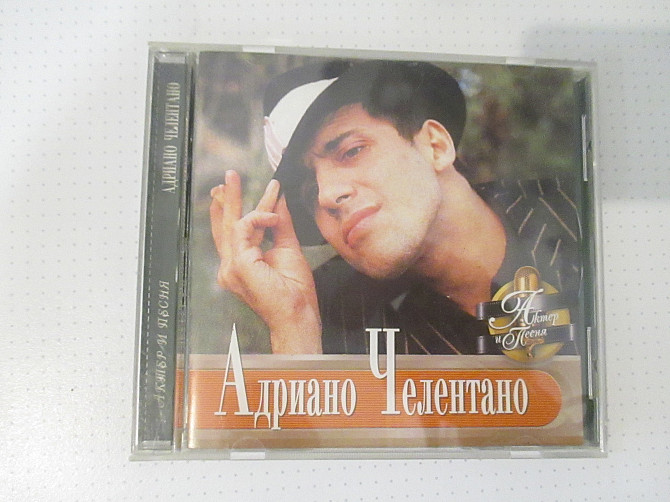 АДРИАНО ЧЕЛЕНТАНО
АКТЕР И ПЕСНЯ
Актер
и Песня
Адриано Челентано